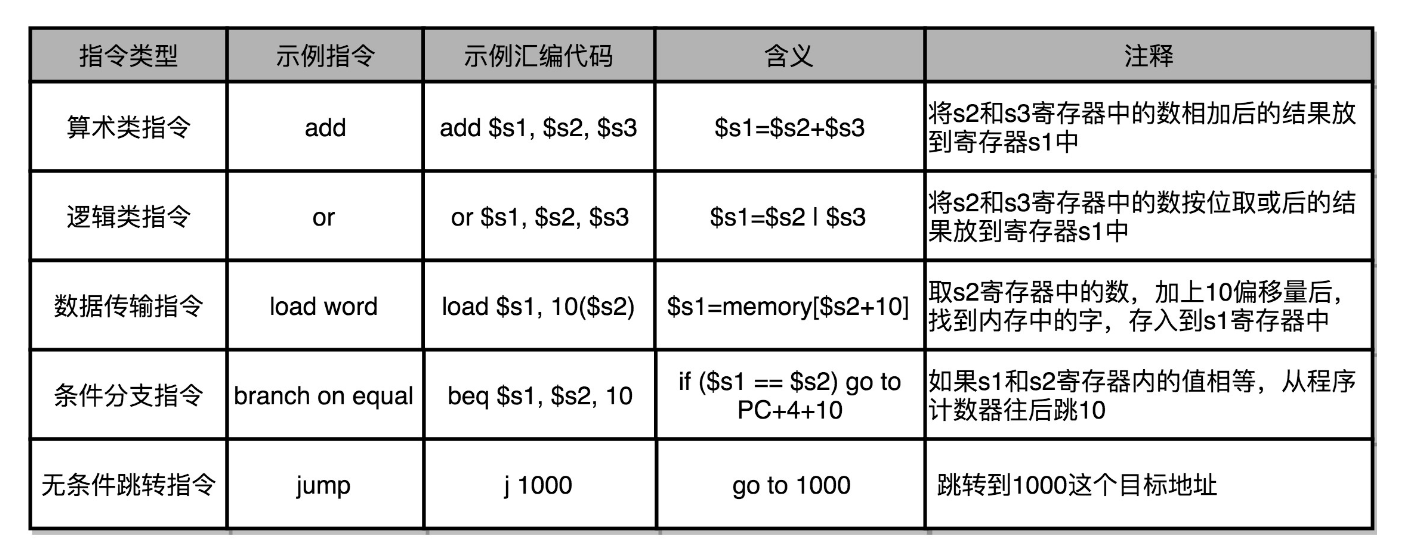 指令类型
示例指令
示例汇编代码
含义
注释
算术类指令
add
add $s1, $s2, $s3
$s1=$s2+$s3
将s2和s3寄存器中的数相加后的结果放
到寄存器s1中
逻辑类指令
or
or $s1, $s2, $s3
$s1=$s2 | $s3
将s2和s3寄存器中的数按位取或后的结
果放到寄存器s1中
数据传输指令
load word
load $s1, 10($s2)
$s1=memory[$s2+10]
取s2寄存器中的数，加上10偏移量后，
找到内存中的字，存入到s1寄存器中
条件分支指令
branch on equal
beq $s1, $s2, 10
if ($s1 == $s2) go to
PC+4+10
如果s1和s2寄存器内的值相等，从程序
计数器往后跳10
无条件跳转指令
jump
j 1000
go to 1000
跳转到1000这个目标地址